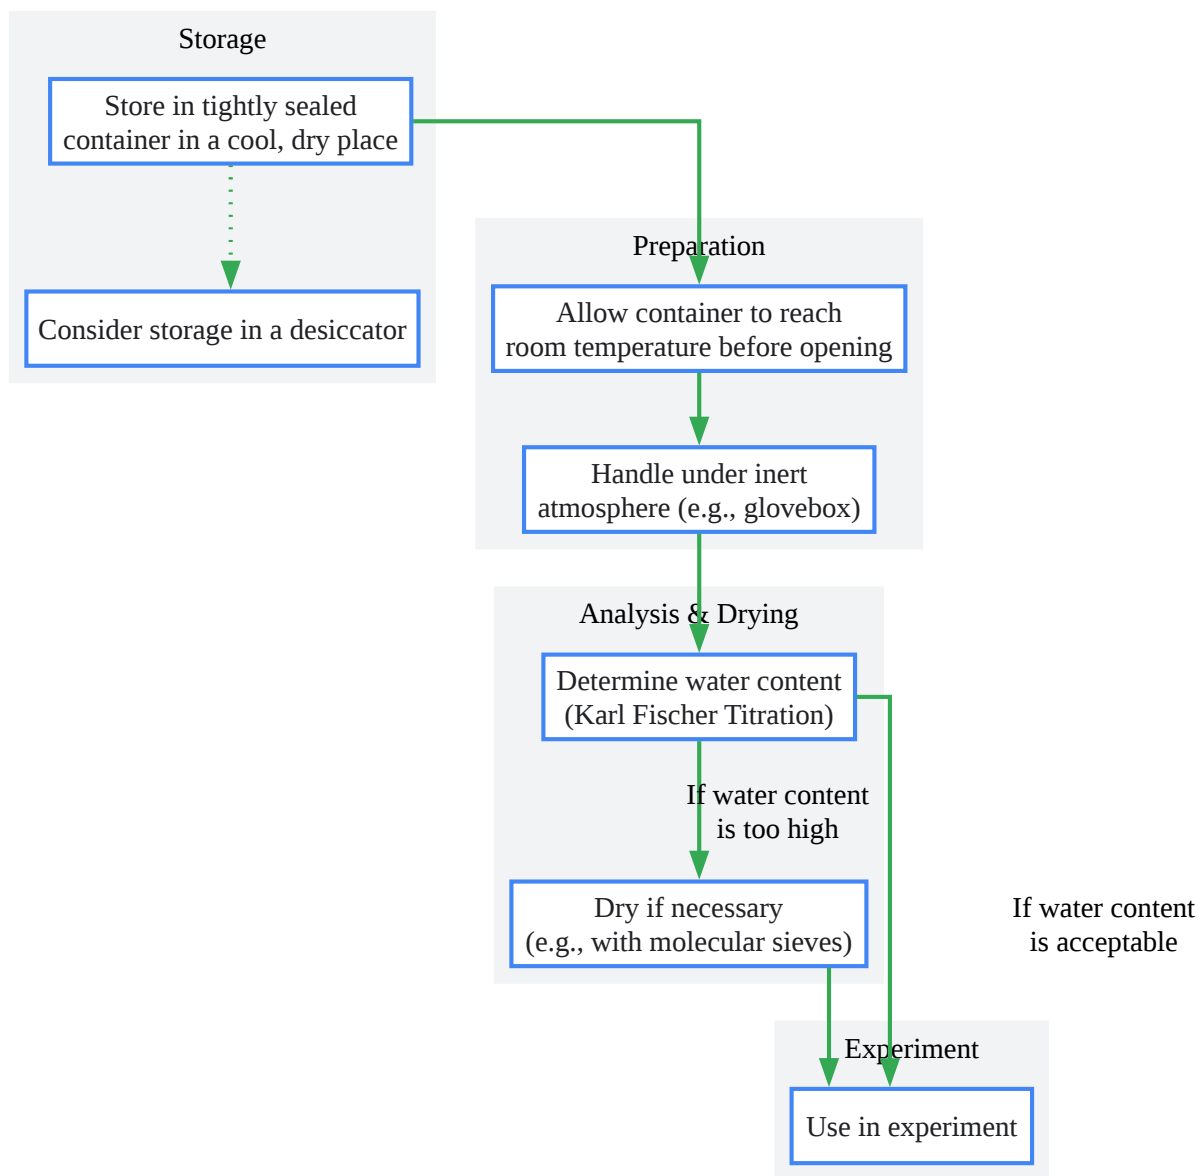 Storage
Store in tightly sealed
container in a cool, dry place
Consider storage in a desiccator
Preparation
Allow container to reach
room temperature before opening
Handle under inert
atmosphere (e.g., glovebox)
Analysis & Drying
Determine water content
(Karl Fischer Titration)
If water content
is too high
Dry if necessary
(e.g., with molecular sieves)
If water content
is acceptable
Experiment
Use in experiment